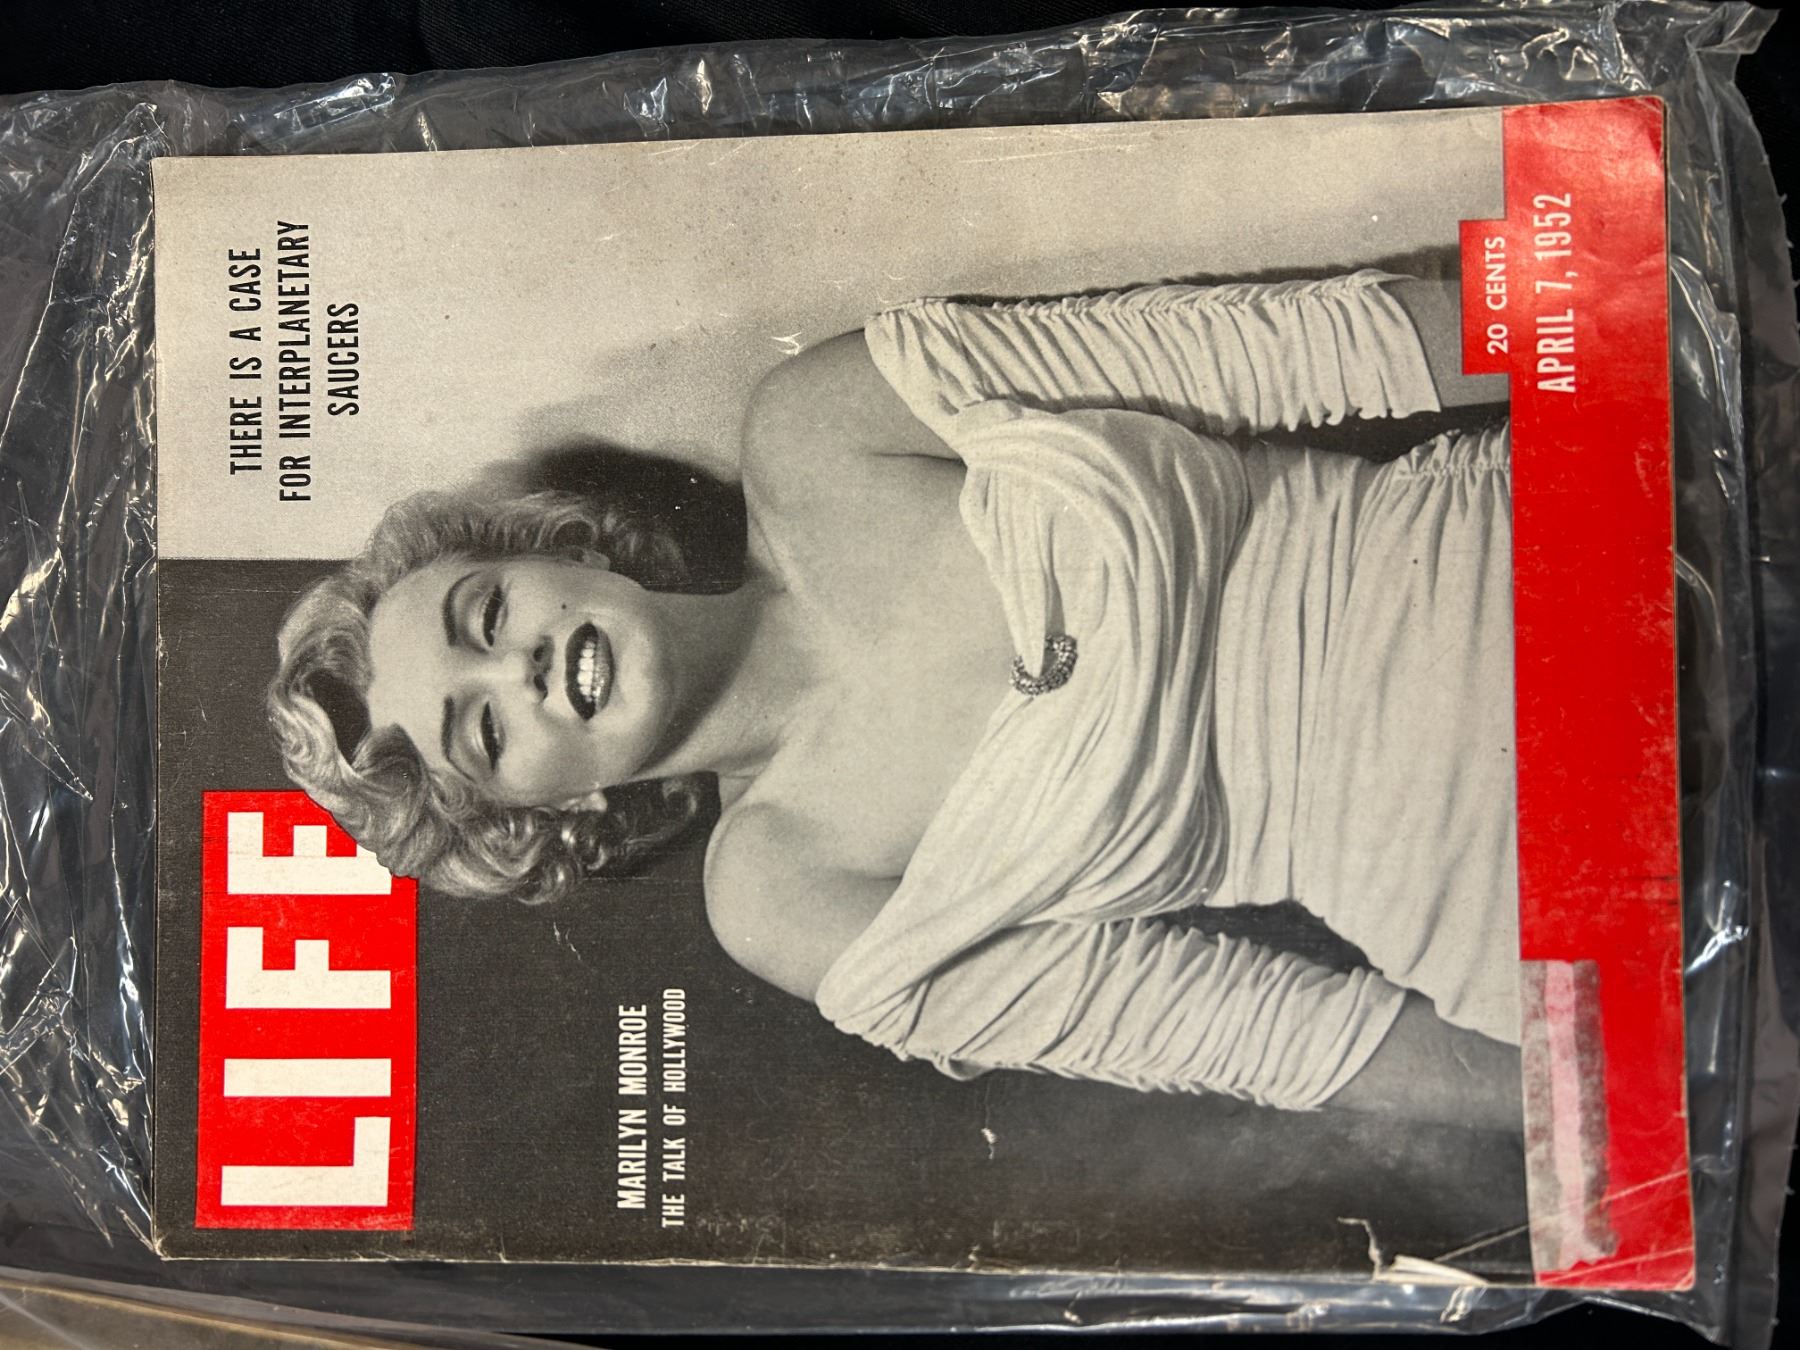 THERE IS A CASE
FOR INTERPLANETARY
SAUCERS
LIFE
MARILYN MONROE
THE TALK OF HOLLYWOOD
20 CENTS
APRIL 7, 1952